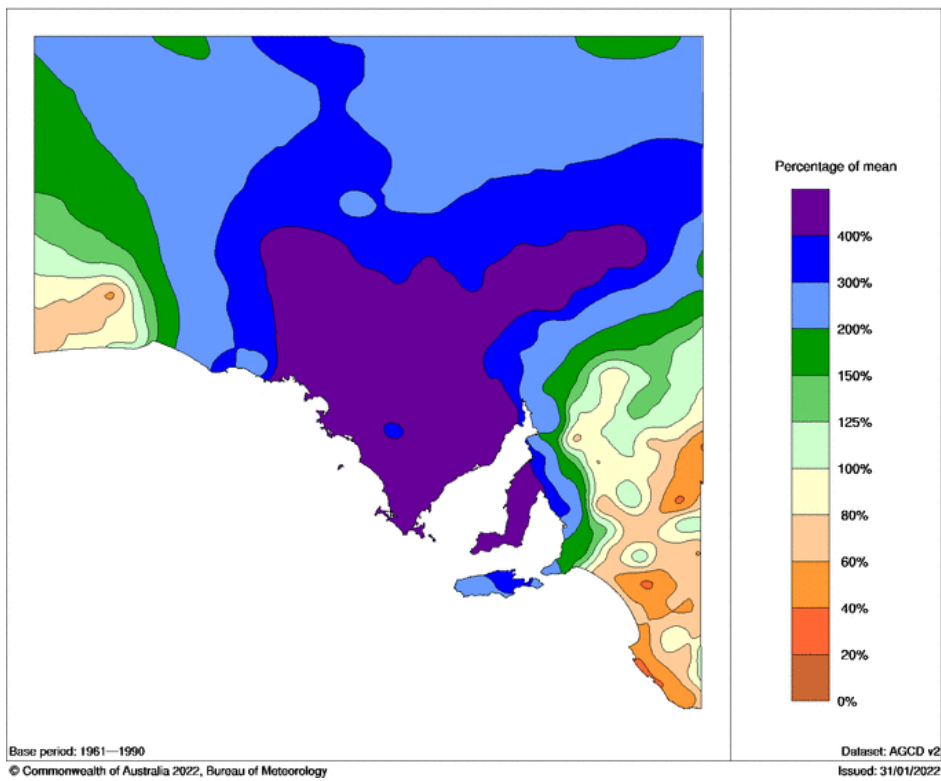 Percentage of mean
400%
300%
200%
150%
125%
100%
80%
60%
40%
20%
0%
Base period: 1961—1990
Dataset: AGCD v2
© Commonwealth of Australia 2022, Bureau of Meteorology
Issued: 31/01/2022